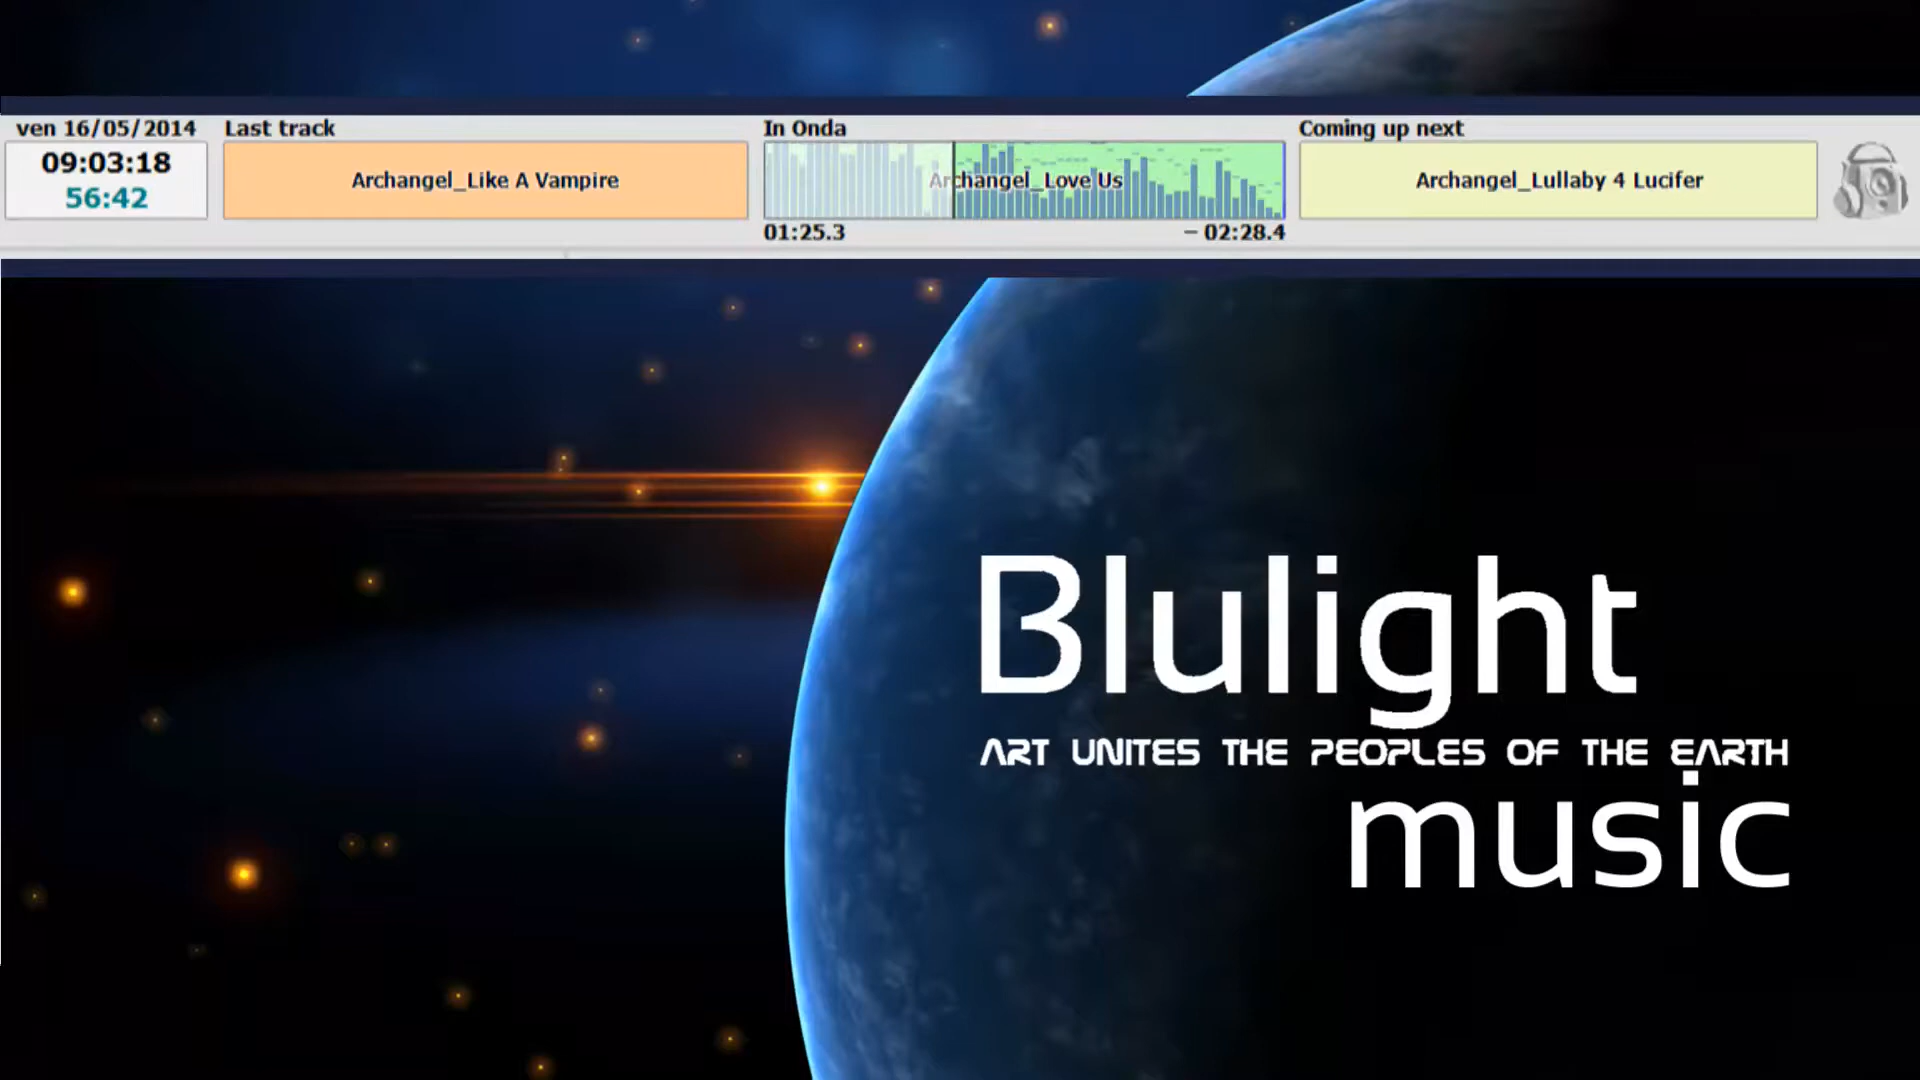 ven 16/05/2014
09:03:18
56:42
Last track
Archangel_Like A Vampire
In Onda
Archangel_Love Us
01:25.3
– 02:28.4
Coming up next
Archangel_Lullaby 4 Lucifer
Blulight
ART UNITES THE PEOPLES OF THE EARTH
music